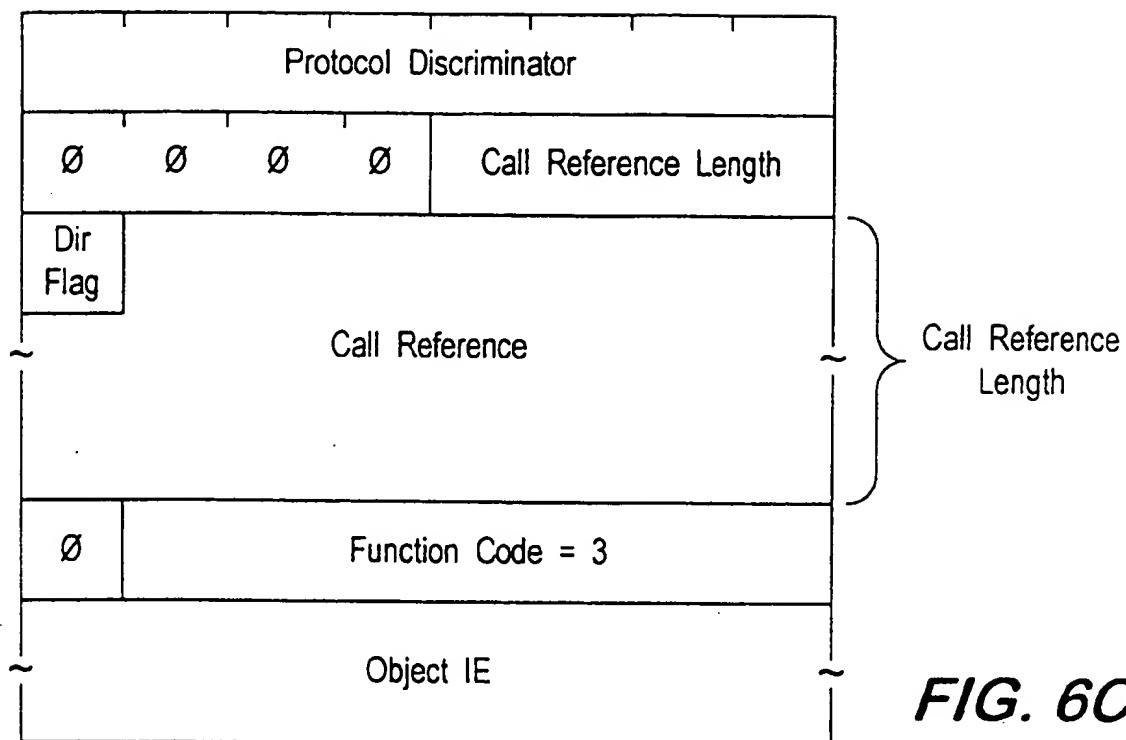 Protocol Discriminator
Ø Ø Ø Ø Call Reference Length
Dir
Flag
Call Reference
Call Reference
Length
Ø Function Code = 3
Object IE
FIG. 6C